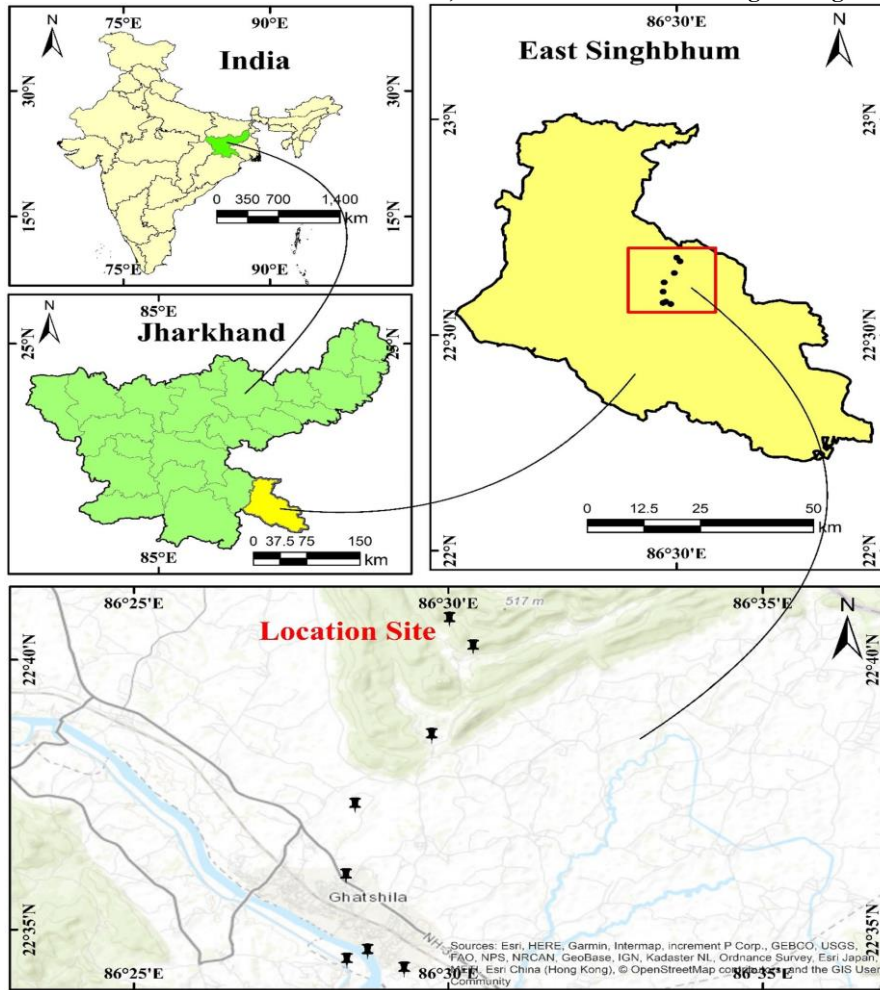 75°E 90°E
N
India
N
30°N
30°N
15°N
15°N
0 350 700 1,400
km
75°E 90°E
86°30'E
East Singhbhum
N
23°N
23°N
22°30'N
22°30'N
0 12.5 25 50
km
22°N
22°N
86°30'E
85°E
N
Jharkhand
25°N
25°N
0 37.5 75 150
km
85°E
86°25'E 86°30'E 86°35'E
517 m
N
Location Site
22°40'N
22°40'N
Ghatshila
22°35'N
22°35'N
Sources: Esri, HERE, Garmin, Intermap, increment P Corp., GEBCO, USGS,
FAO, NPS, NRCAN, GeoBase, IGN, Kadaster NL, Ordnance Survey, Esri Japan,
Esri China (Hong Kong), © OpenStreetMap contributors, and the GIS User
Community
86°25'E 86°30'E 86°35'E